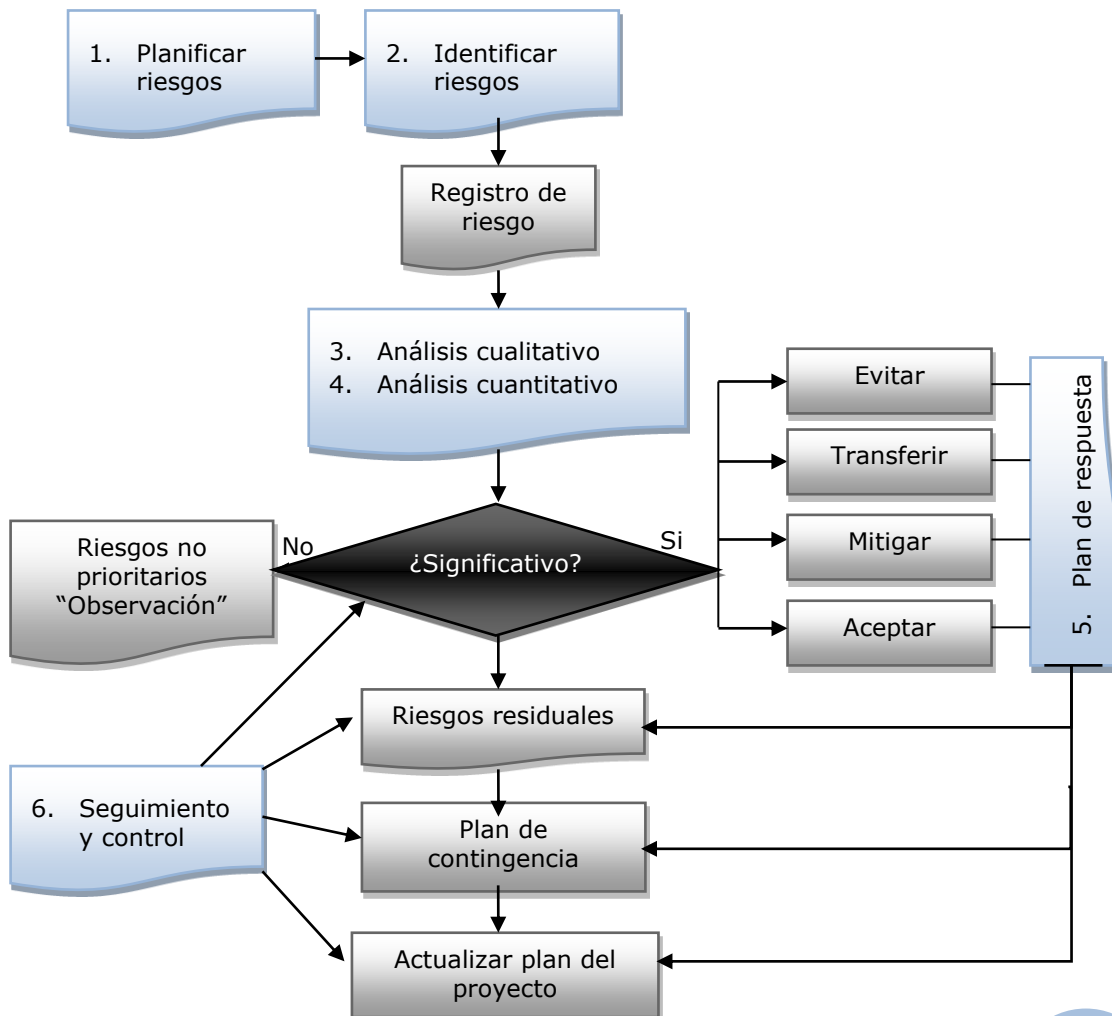 1. Planificar
riesgos
2. Identificar
riesgos
Registro de
riesgo
3. Análisis cualitativo
4. Análisis cuantitativo
¿Significativo?
No
Si
Riesgos no
prioritarios
“Observación”
Evitar
Transferir
Mitigar
Aceptar
5. Plan de respuesta
Riesgos residuales
6. Seguimiento
y control
Plan de
contingencia
Actualizar plan del
proyecto